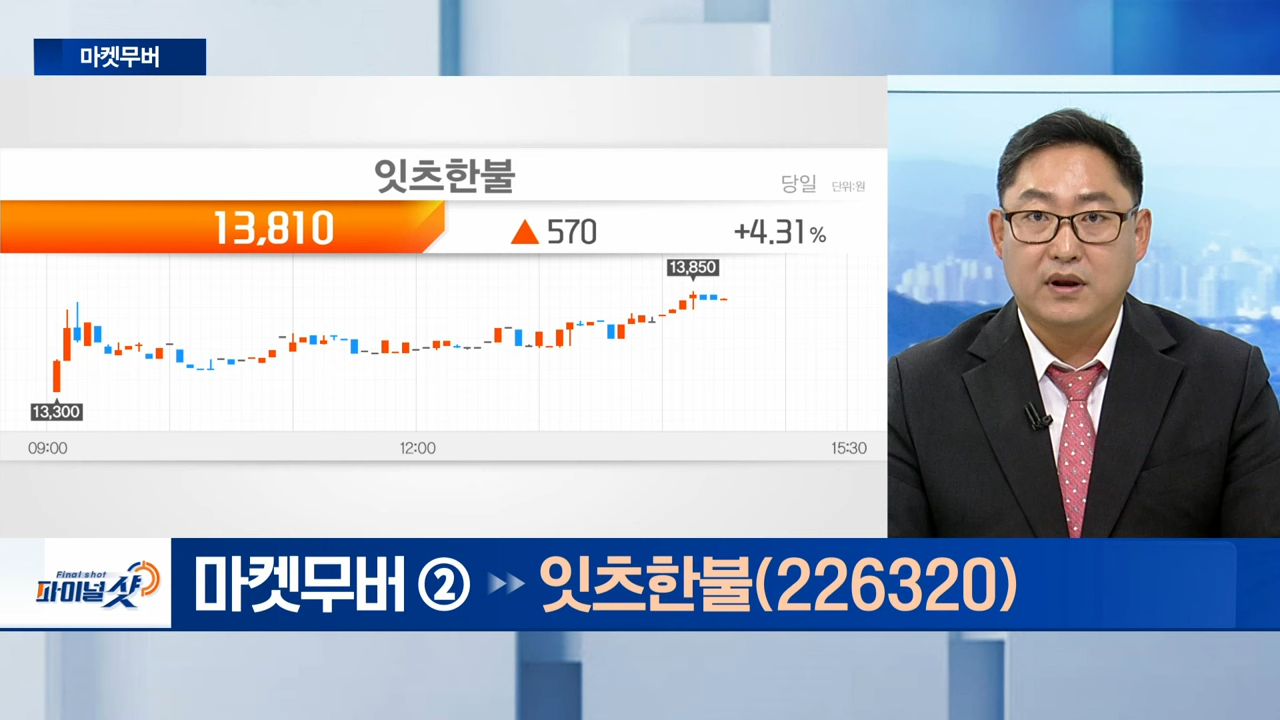 마켓무버
잇츠한불
당일 단위:원
13,810 ▲ 570 +4.31%
13,850
13,300
09:00 12:00 15:30
Final shot
파이널샷
마켓무버 ② 잇츠한불(226320)